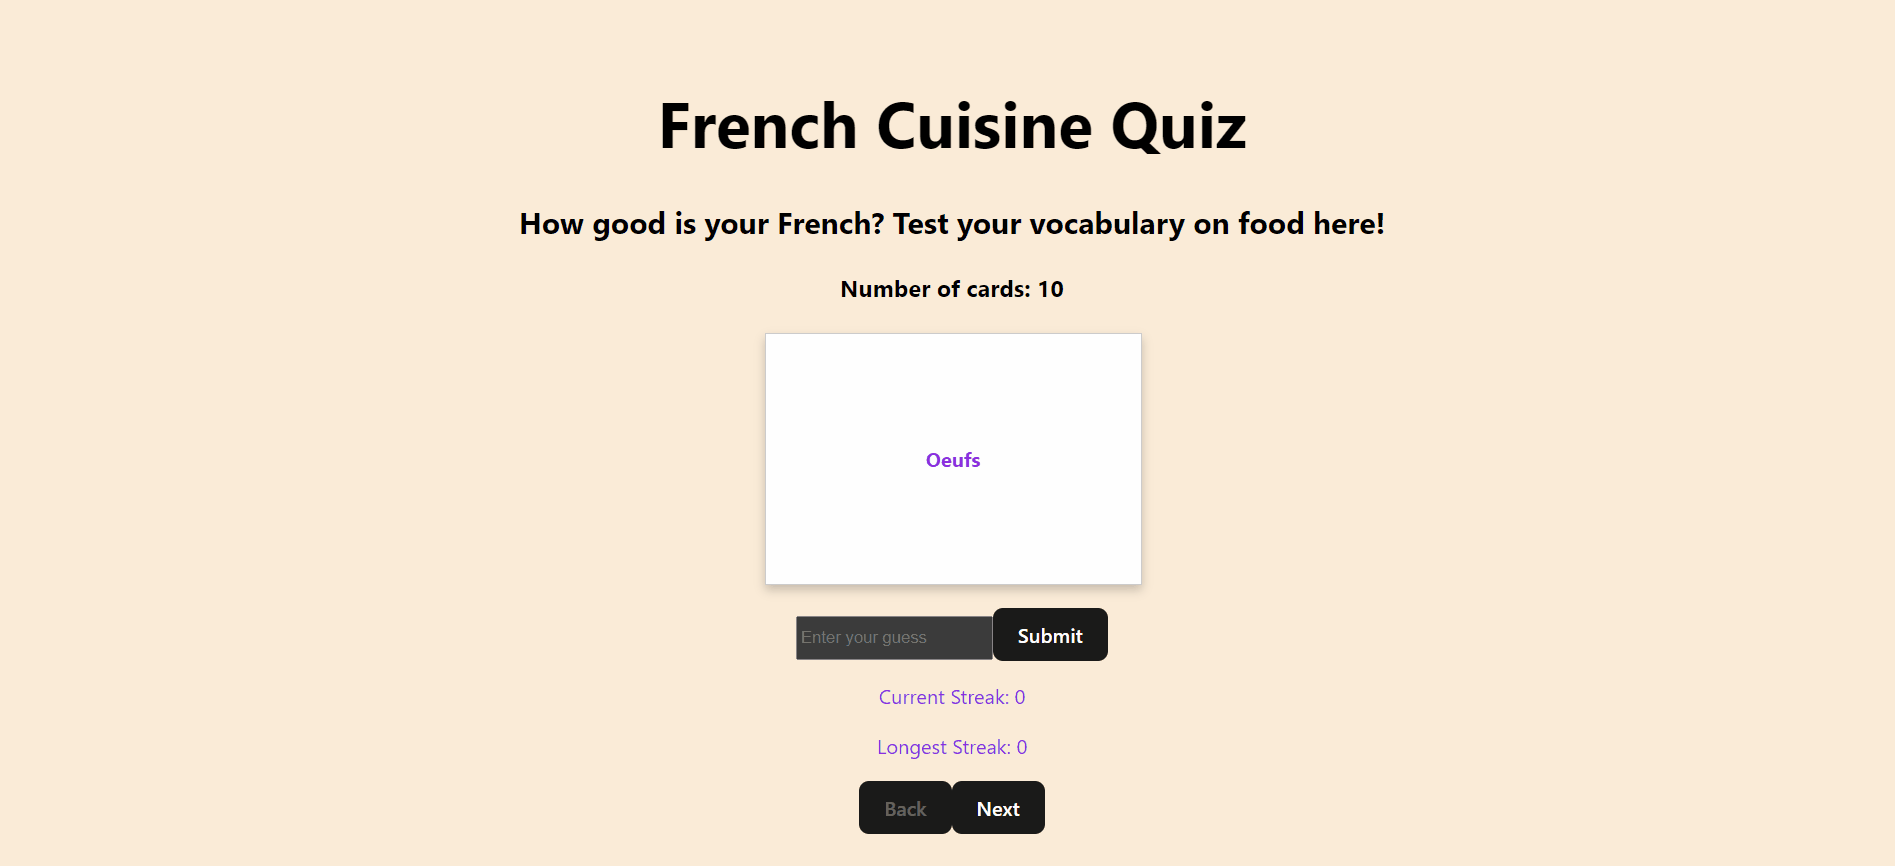 French Cuisine Quiz
How good is your French? Test your vocabulary on food here!
Number of cards: 10
Oeufs
Enter your guess Submit
Current Streak: 0
Longest Streak: 0
Back Next